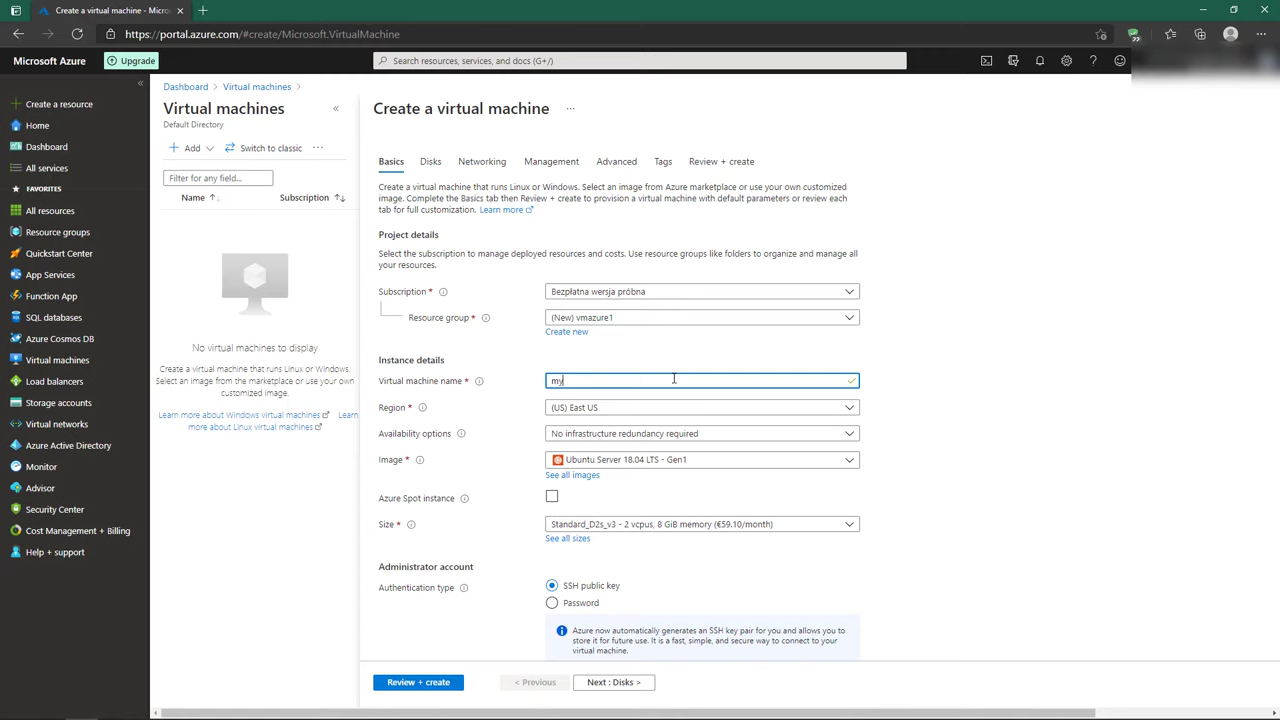 Create a virtual machine - Micros
https://portal.azure.com/#create/Microsoft.VirtualMachine
Microsoft Azure
Upgrade
Search resources, services, and docs (G+/)
Create a resource
Home
Dashboard
All services
FAVORITES
All resources
Resource groups
Quickstart Center
App Services
Function App
SQL databases
Azure Cosmos DB
Virtual machines
Load balancers
Storage accounts
Virtual networks
Azure Active Directory
Monitor
Advisor
Security Center
Cost Management + Billing
Help + support
Dashboard > Virtual machines >
Virtual machines
Default Directory
Add
Switch to classic
...
Filter for any field...
Name
Subscription
No virtual machines to display
Create a virtual machine that runs Linux or Windows.
Select an image from the marketplace or use your own
customized image.
Learn more about Windows virtual machines
Learn
more about Linux virtual machines
Create a virtual machine
...
Basics
Disks
Networking
Management
Advanced
Tags
Review + create
Create a virtual machine that runs Linux or Windows. Select an image from Azure marketplace or use your own customized
image. Complete the Basics tab then Review + create to provision a virtual machine with default parameters or review each
tab for full customization. Learn more
Project details
Select the subscription to manage deployed resources and costs. Use resource groups like folders to organize and manage all
your resources.
Subscription *
Bezpłatna wersja próbna
Resource group *
(New) vmazure1
Create new
Instance details
Virtual machine name *
my
Region *
(US) East US
Availability options
No infrastructure redundancy required
Image *
Ubuntu Server 18.04 LTS - Gen1
See all images
Azure Spot instance
Size *
Standard_D2s_v3 - 2 vcpus, 8 GiB memory (€59.10/month)
See all sizes
Administrator account
Authentication type
SSH public key
Password
Azure now automatically generates an SSH key pair for you and allows you to
store it for future use. It is a fast, simple, and secure way to connect to your
virtual machine.
Review + create
< Previous
Next : Disks >